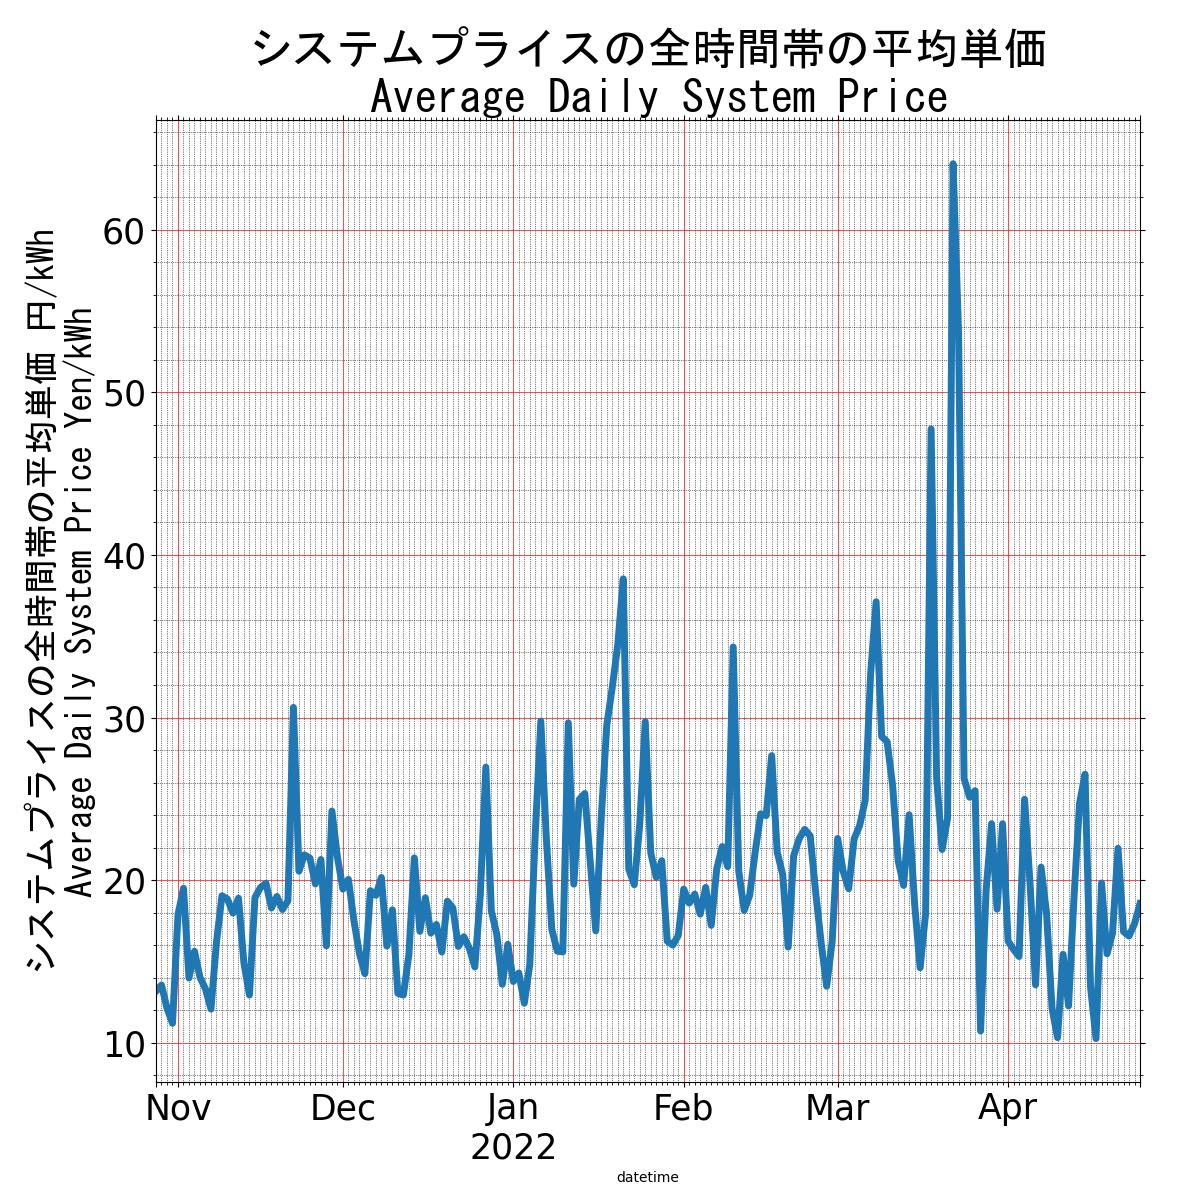 システムプライスの全時間帯の平均単価
Average Daily System Price
システムプライスの全時間帯の平均単価 円/kWh
Average Daily System Price Yen/kWh
60
50
40
30
20
10
Nov
Dec
Jan
2022
Feb
Mar
Apr
datetime